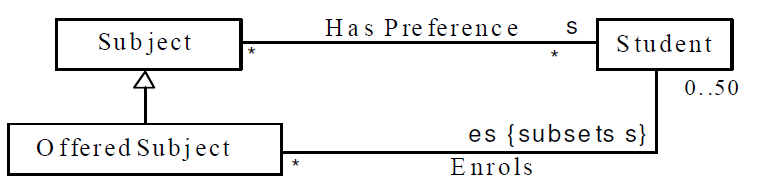 Has Preference s
Subject * * Student
0..50
OfferedSubject * es {subsets s}
Enrols